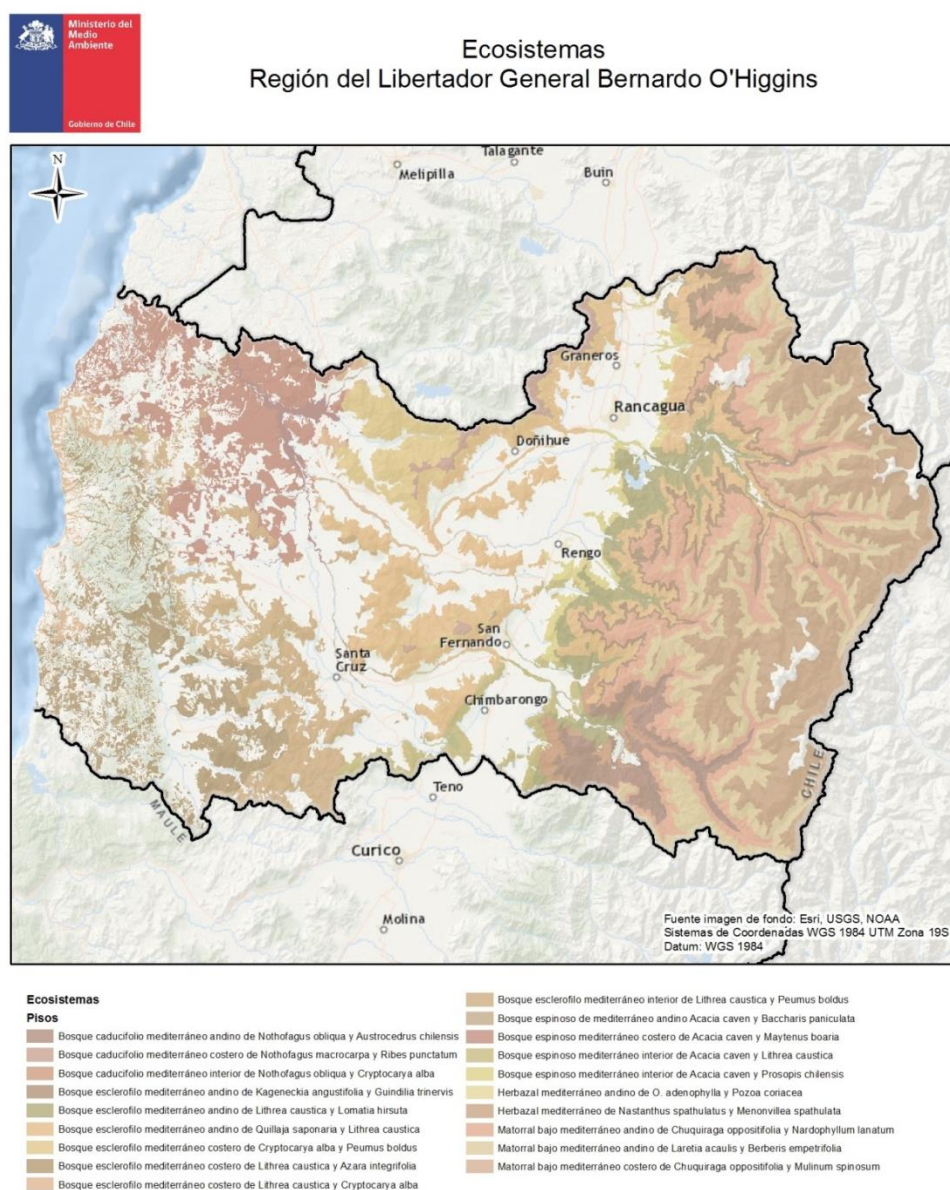 Ministerio del
Medio
Ambiente
Gobierno de Chile
Ecosistemas
Región del Libertador General Bernardo O'Higgins
N
Talagante
Melipilla
Buin
Graneros
Rancagua
Doñihue
Rengo
San
Fernando
Santa
Cruz
Chimbarongo
CHILE
Teno
MAULE
Curico
Molina
Fuente imagen de fondo: Esri, USGS, NOAA
Sistemas de Coordenadas WGS 1984 UTM Zona 19S
Datum: WGS 1984
Ecosistemas
Pisos
Bosque caducifolio mediterráneo andino de Nothofagus obliqua y Austrocedrus chilensis
Bosque caducifolio mediterráneo costero de Nothofagus macrocarpa y Ribes punctatum
Bosque caducifolio mediterráneo interior de Nothofagus obliqua y Cryptocarya alba
Bosque esclerofilo mediterráneo andino de Kageneckia angustifolia y Guindilia trinervis
Bosque esclerofilo mediterráneo andino de Lithrea caustica y Lomatia hirsuta
Bosque esclerofilo mediterráneo andino de Quillaja saponaria y Lithrea caustica
Bosque esclerofilo mediterráneo costero de Cryptocarya alba y Peumus boldus
Bosque esclerofilo mediterráneo costero de Lithrea caustica y Azara integrifolia
Bosque esclerofilo mediterráneo costero de Lithrea caustica y Cryptocarya alba
Bosque esclerofilo mediterráneo interior de Lithrea caustica y Peumus boldus
Bosque espinoso de mediterráneo andino Acacia caven y Baccharis paniculata
Bosque espinoso mediterráneo costero de Acacia caven y Maytenus boaria
Bosque espinoso mediterráneo interior de Acacia caven y Lithrea caustica
Bosque espinoso mediterráneo interior de Acacia caven y Prosopis chilensis
Herbazal mediterráneo andino de O. adenophylla y Pozoa coriacea
Herbazal mediterráneo de Nastanthus spathulatus y Menonvillea spathulata
Matorral bajo mediterráneo andino de Chuquiraga oppositifolia y Nardophyllum lanatum
Matorral bajo mediterráneo andino de Laretia acaulis y Berberis empetrifolia
Matorral bajo mediterráneo costero de Chuquiraga oppositifolia y Mulinum spinosum